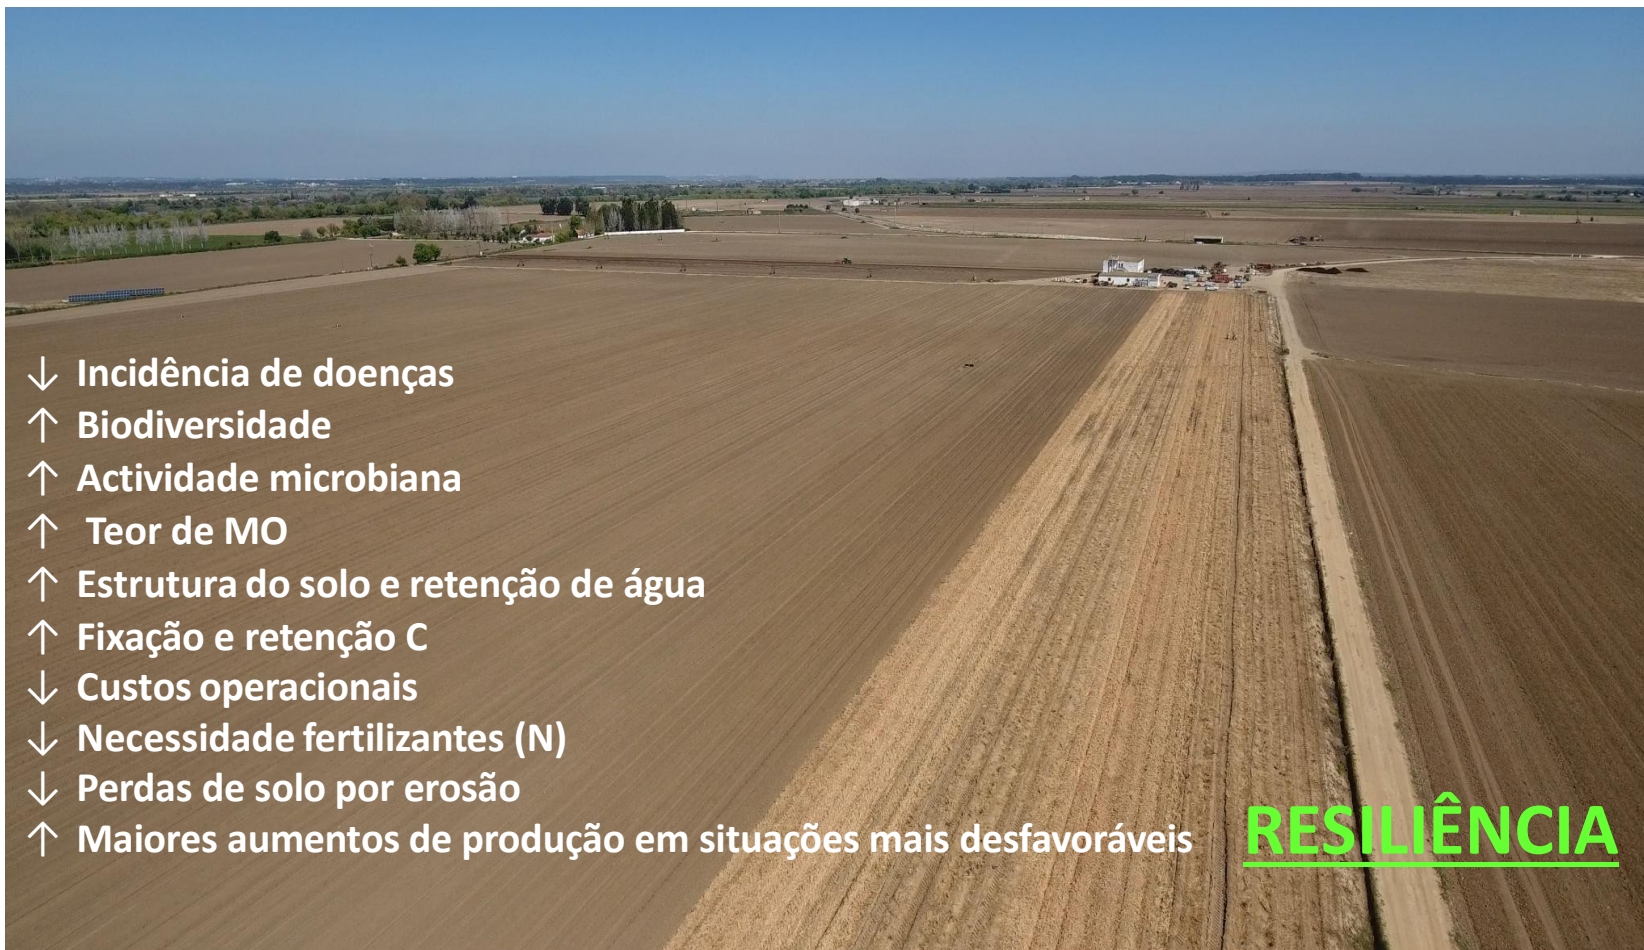 ↓ Incidência de doenças
↑ Biodiversidade
↑ Actividade microbiana
↑ Teor de MO
↑ Estrutura do solo e retenção de água
↑ Fixação e retenção C
↓ Custos operacionais
↓ Necessidade fertilizantes (N)
↓ Perdas de solo por erosão
↑ Maiores aumentos de produção em situações mais desfavoráveis RESILIÊNCIA